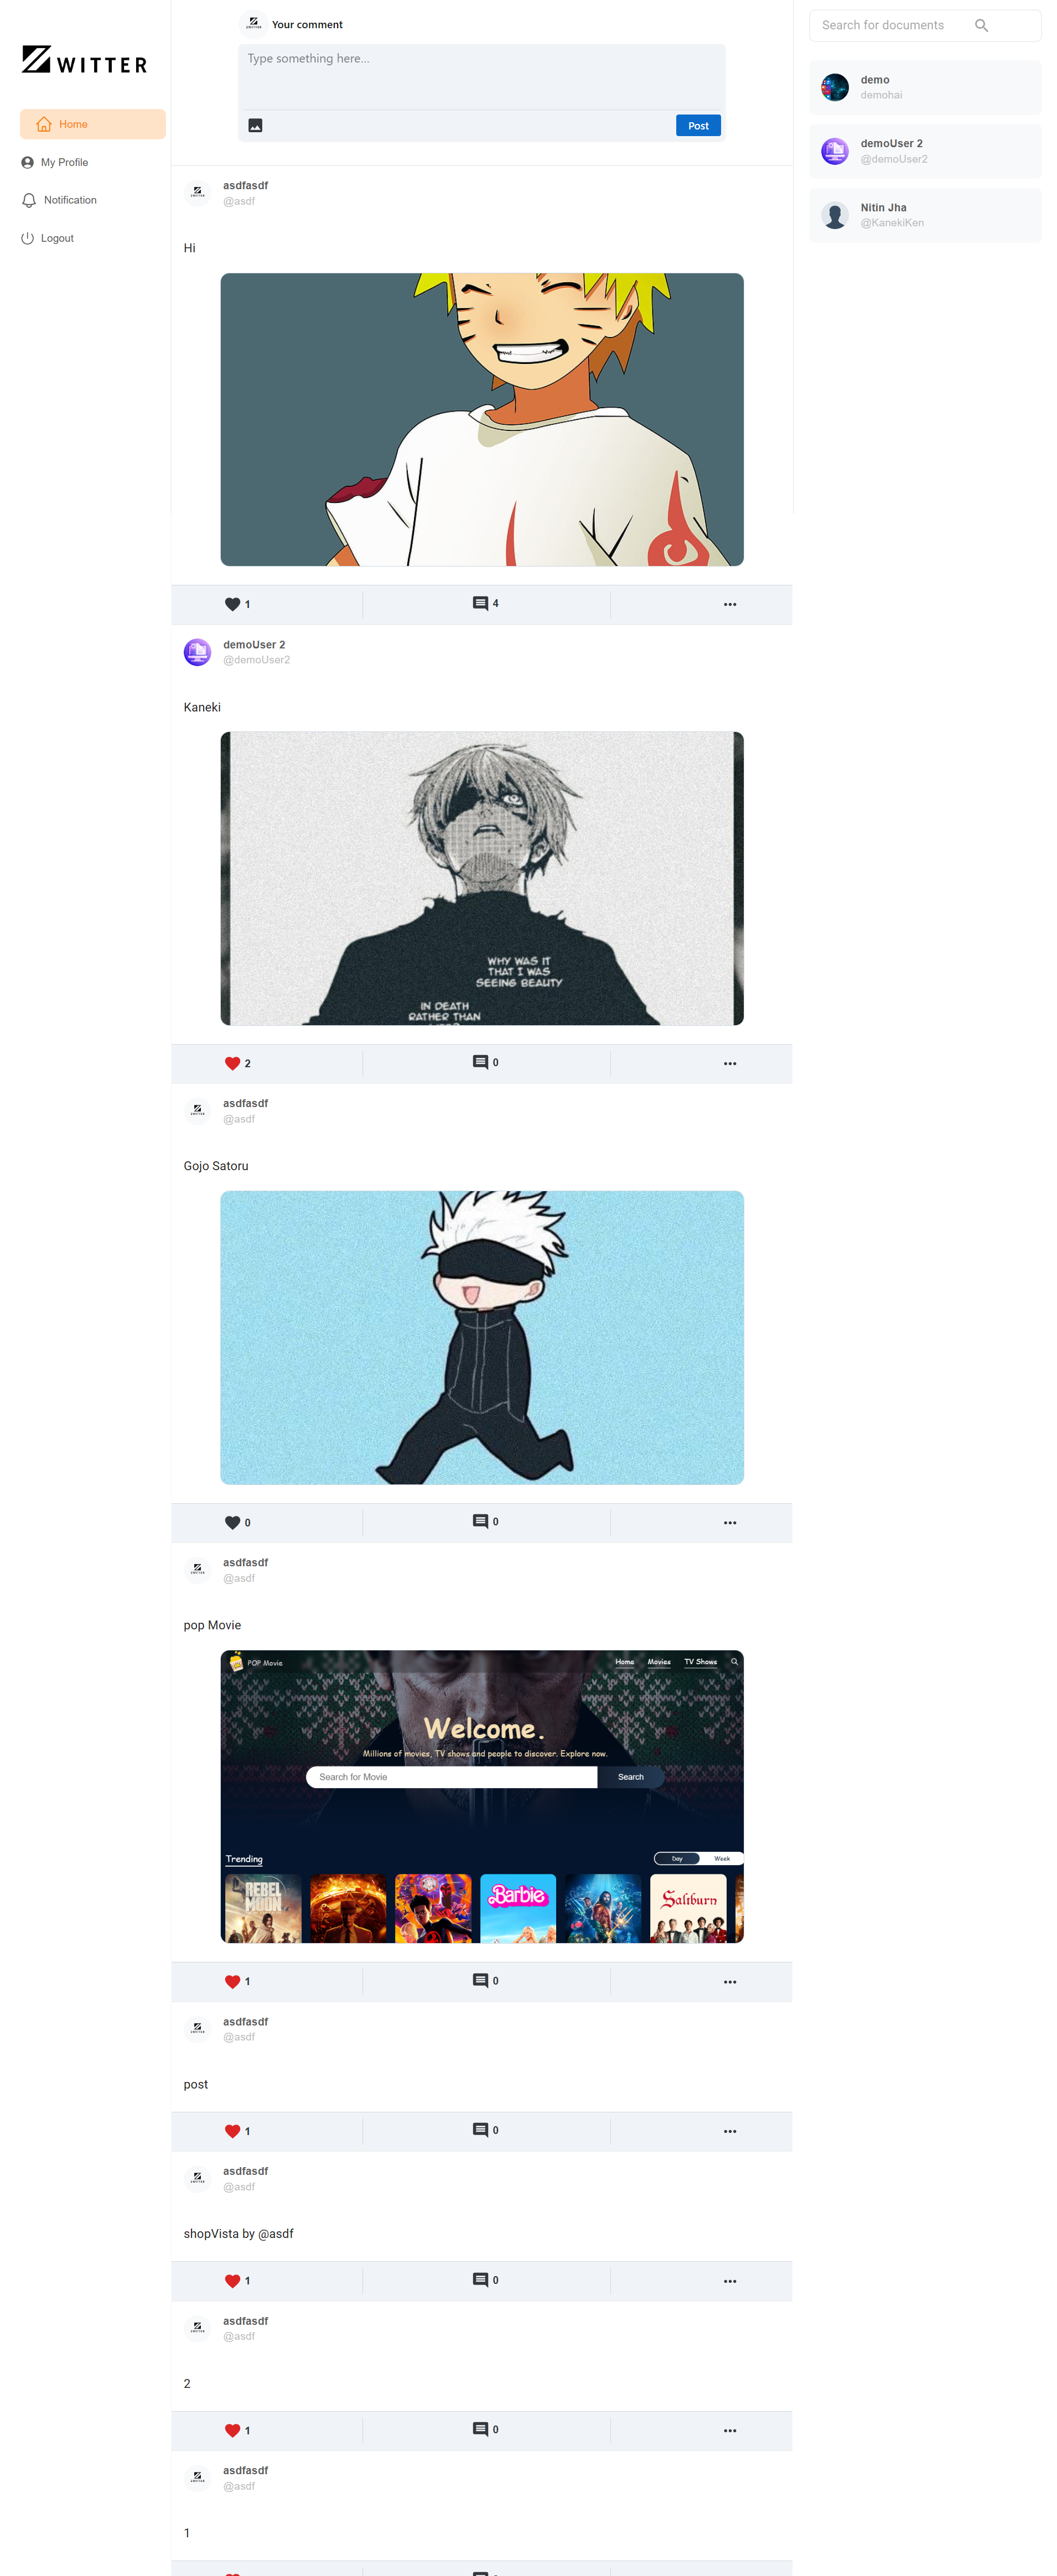 ZWITTER
Home
My Profile
Notification
Logout
Your comment
Type something here...
Post
asdfasdf
@asdf
Hi
1
4
demoUser 2
@demoUser2
Kaneki
WHY WAS IT
THAT I WAS
SEEING BEAUTY
IN DEATH
RATHER THAN
2
0
asdfasdf
@asdf
Gojo Satoru
0
0
asdfasdf
@asdf
pop Movie
POP Movie
Home Movies TV Shows
Welcome.
Millions of movies, TV shows and people to discover. Explore now.
Search for Movie
Search
Trending
Day Week
REBEL
MOON
Barbie
Saltburn
1
0
asdfasdf
@asdf
post
1
0
asdfasdf
@asdf
shopVista by @asdf
1
0
asdfasdf
@asdf
2
1
0
asdfasdf
@asdf
1
Search for documents
demo
demohai
demoUser 2
@demoUser2
Nitin Jha
@KanekiKen